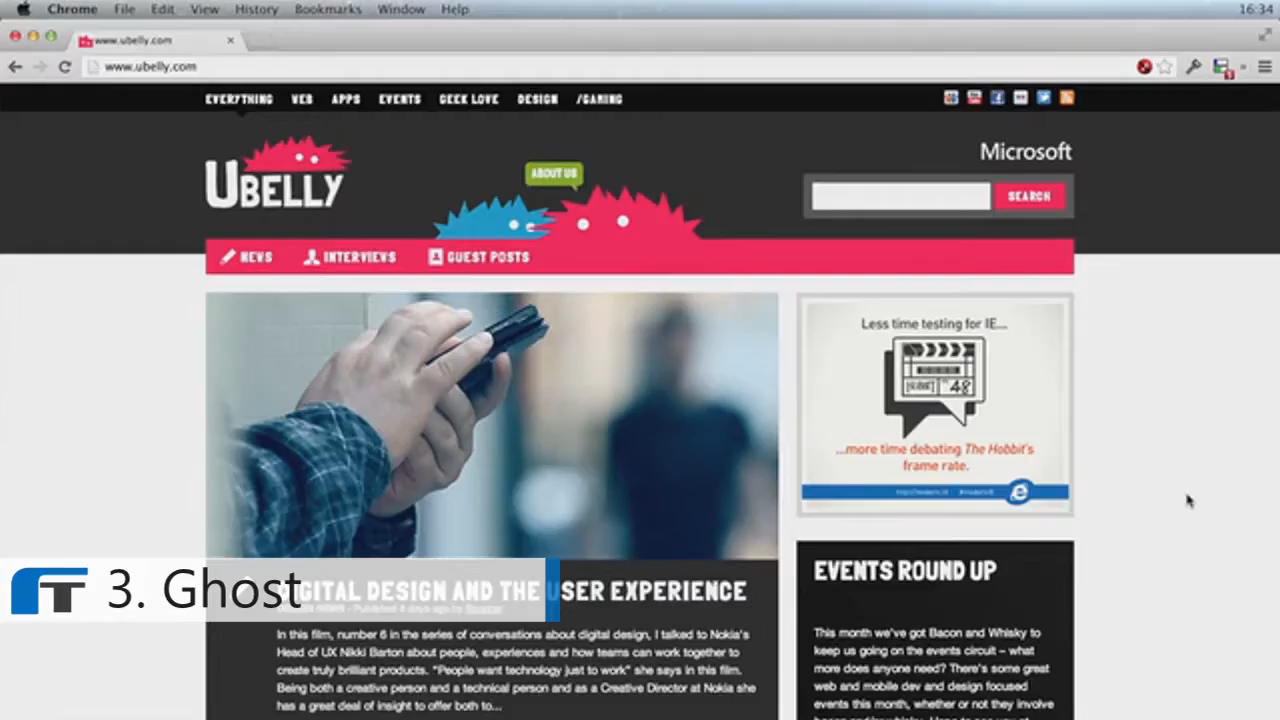 Chrome File Edit View History Bookmarks Window Help 16:34
www.ubelly.com
www.ubelly.com
EVERYTHING WEB APPS EVENTS GEEK LOVE DESIGN /GAMING
UBELLY
ABOUT US
Microsoft
SEARCH
NEWS INTERVIEWS GUEST POSTS
Less time testing for IE...
48
...more time debating The Hobbit's
frame rate.
3. Ghost
DIGITAL DESIGN AND THE USER EXPERIENCE
Published 4 days ago by
In this film, number 6 in the series of conversations about digital design, I talked to Nokia's
Head of UX Nikki Barton about people, experiences and how teams can work together to
create truly brilliant products. "People want technology just to work" she says in this film.
Being both a creative person and a technical person and as a Creative Director at Nokia she
has a great deal of insight to offer both to...
EVENTS ROUND UP
This month we've got Bacon and Whisky to
keep us going on the events circuit – what
more does anyone need? There's some great
web and mobile dev and design focused
events this month, whether or not they involve